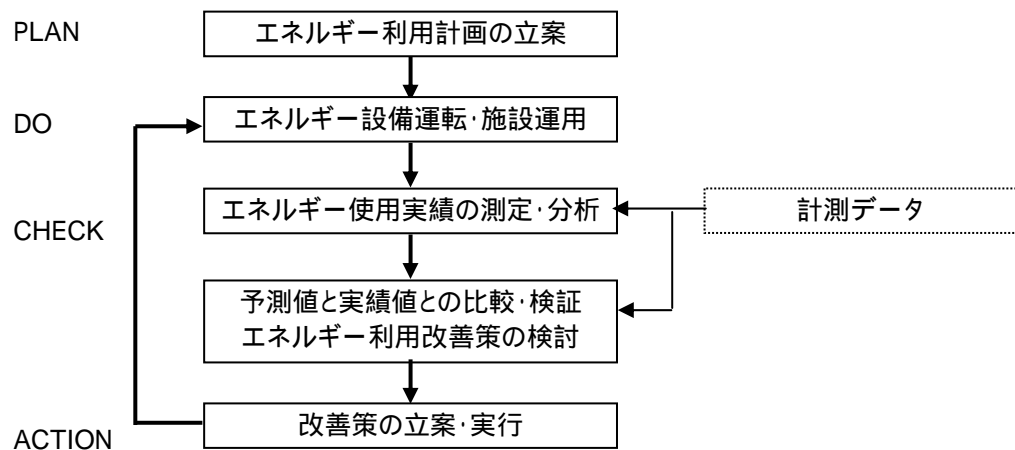 PLAN
エネルギー利用計画の立案
DO
エネルギー設備運転･施設運用
エネルギー使用実績の測定･分析
計測データ
CHECK
予測値と実績値との比較･検証
エネルギー利用改善策の検討
改善策の立案･実行
ACTION